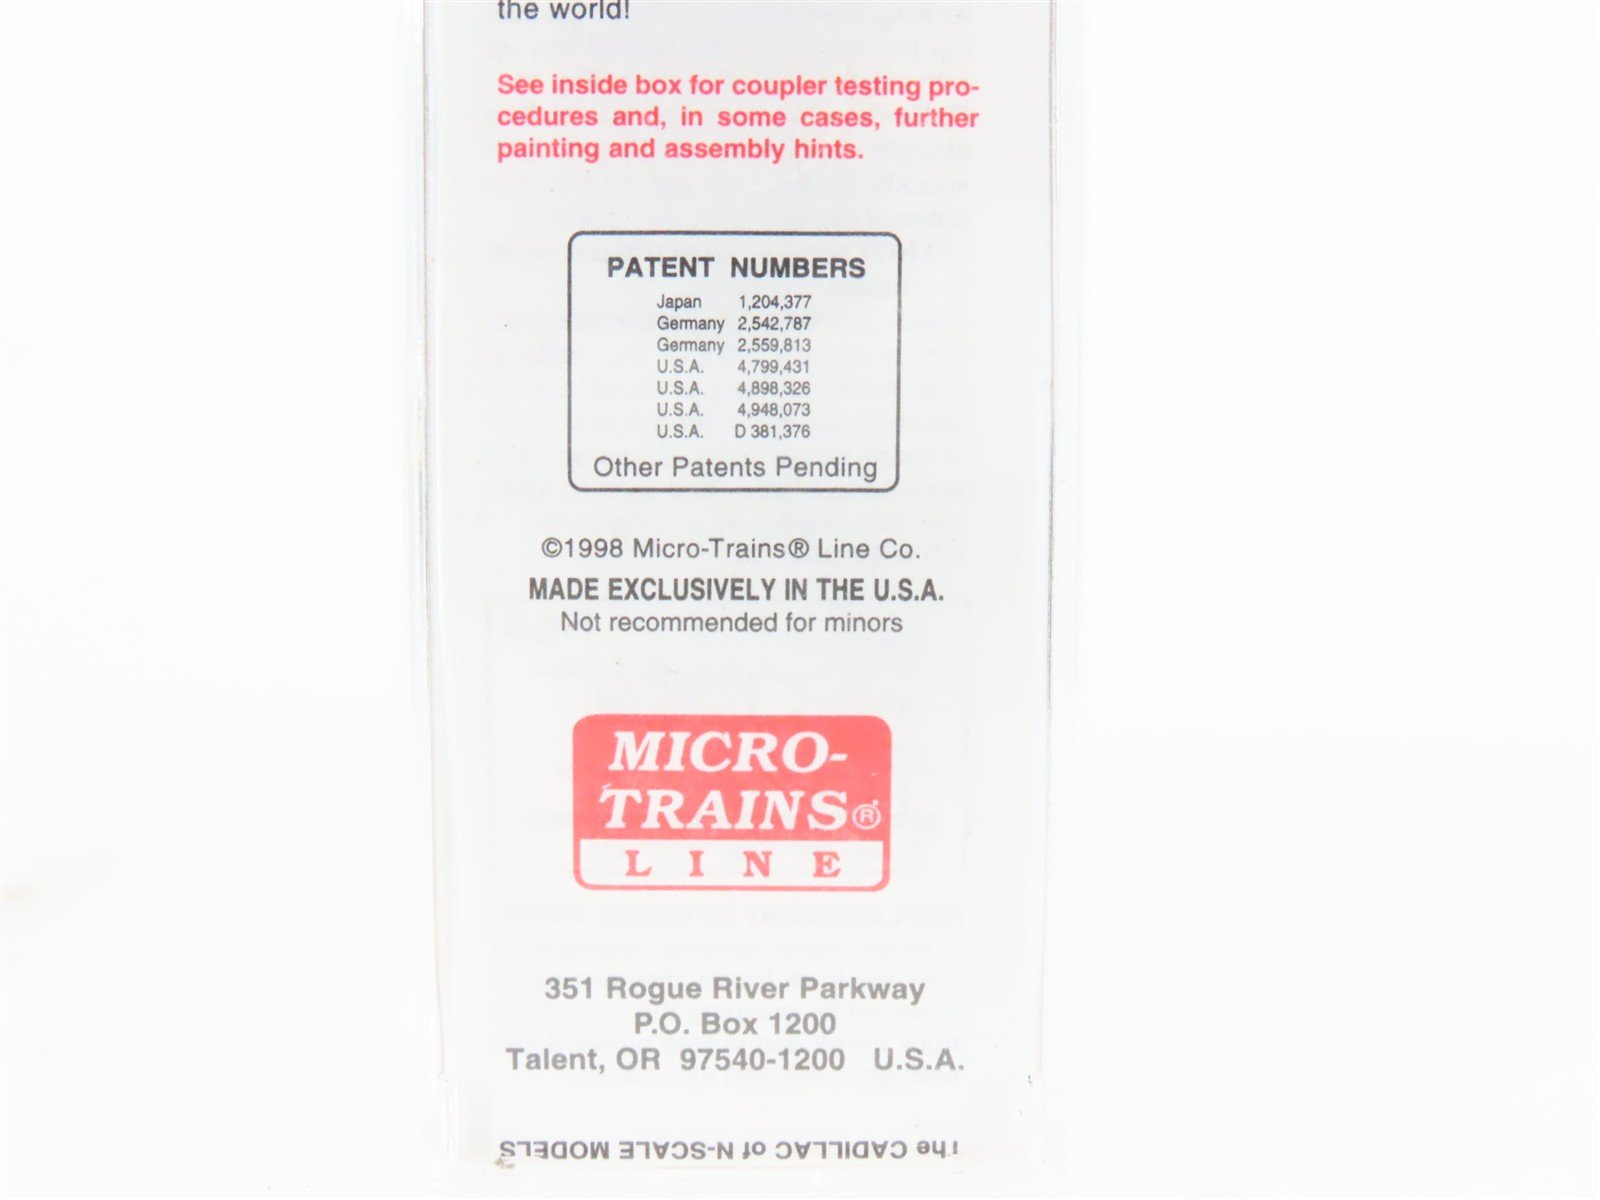 the world!
See inside box for coupler testing pro-
cedures and, in some cases, further
painting and assembly hints.
PATENT NUMBERS
Japan 1,204,377
Germany 2,542,787
Germany 2,559,813
U.S.A. 4,799,431
U.S.A. 4,898,326
U.S.A. 4,948,073
U.S.A. D 381,376
Other Patents Pending
©1998 Micro-Trains® Line Co.
MADE EXCLUSIVELY IN THE U.S.A.
Not recommended for minors
MICRO-
TRAINS®
LINE
351 Rogue River Parkway
P.O. Box 1200
Talent, OR 97540-1200 U.S.A.
The CADILLAC of N-SCALE MODELS